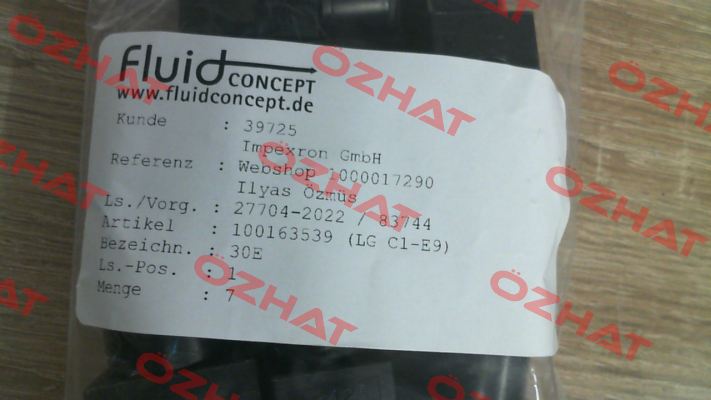 fluid CONCEPT
www.fluidconcept.de
Kunde : 39725
Impexron GmbH
Referenz : Webshop 1000017290
Ilyas Özmüs
Ls./Vorg. : 27704-2022 / 83744
Artikel : 100163539 (LG C1-E9)
Bezeichn. : 30E
Ls.-Pos. : 1
Menge : 7
ÖZHAT
ÖZHAT
ÖZHAT
ÖZHAT
ÖZHAT
ÖZHAT
ÖZHAT
ÖZHAT